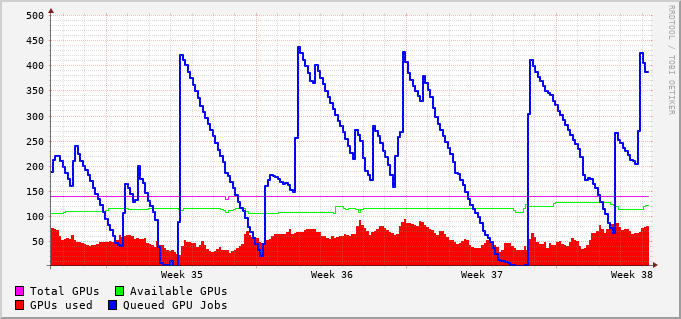 500
450
400
350
300
250
200
150
100
50
Week 35 Week 36 Week 37 Week 38
Total GPUs Available GPUs
GPUs used Queued GPU Jobs
RRDTOOL / TOBI OETIKER